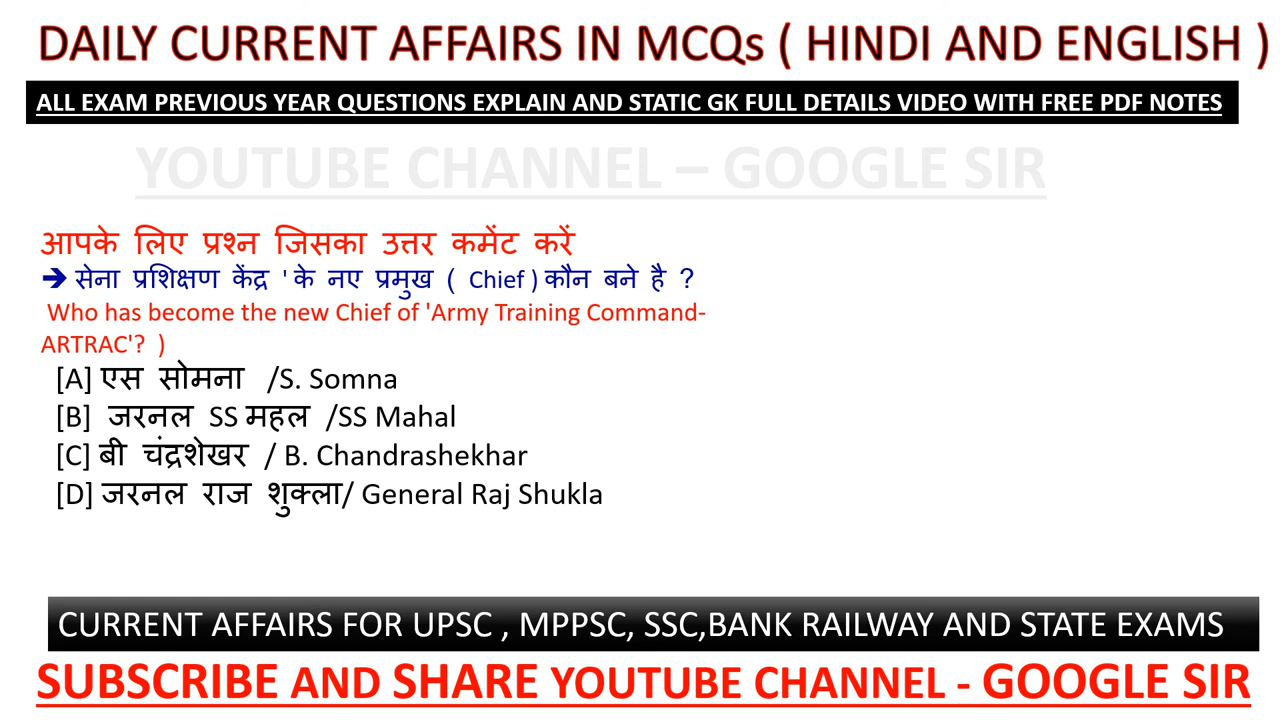 DAILY CURRENT AFFAIRS IN MCQs ( HINDI AND ENGLISH )
ALL EXAM PREVIOUS YEAR QUESTIONS EXPLAIN AND STATIC GK FULL DETAILS VIDEO WITH FREE PDF NOTES
YOUTUBE CHANNEL – GOOGLE SIR
आपके लिए प्रश्न जिसका उत्तर कमेंट करें
➔ सेना प्रशिक्षण केंद्र ' के नए प्रमुख ( Chief ) कौन बने है ?
Who has become the new Chief of 'Army Training Command-
ARTRAC'? )
[A] एस सोमना /S. Somna
[B] जरनल SS महल /SS Mahal
[C] बी चंद्रशेखर / B. Chandrashekhar
[D] जरनल राज शुक्ला/ General Raj Shukla
CURRENT AFFAIRS FOR UPSC , MPPSC, SSC,BANK RAILWAY AND STATE EXAMS
SUBSCRIBE AND SHARE YOUTUBE CHANNEL - GOOGLE SIR